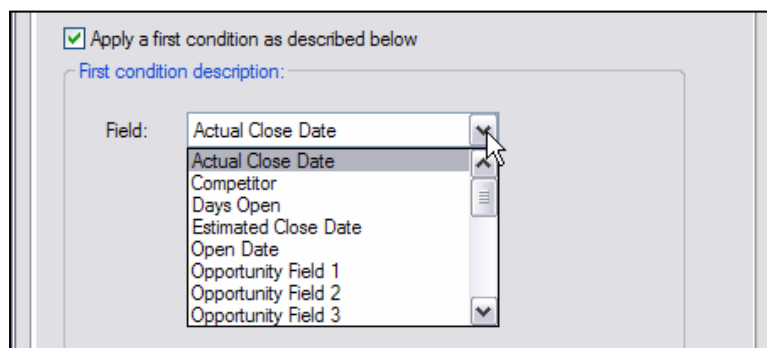 Apply a first condition as described below
First condition description:
Field:
Actual Close Date
Actual Close Date
Competitor
Days Open
Estimated Close Date
Open Date
Opportunity Field 1
Opportunity Field 2
Opportunity Field 3